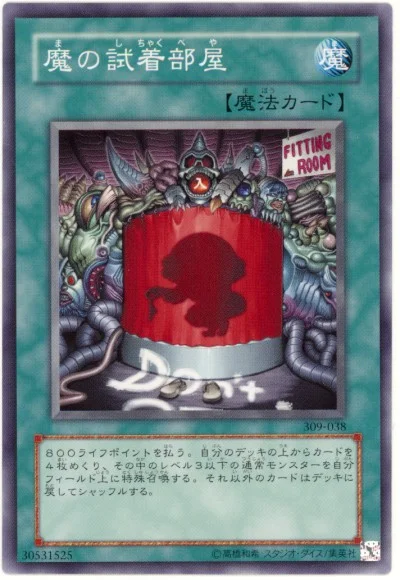 魔の試着部屋
魔
【魔法カード】
FITTING
ROOM
入
DON'T
309-038
800ライフポイントを払う。自分のデッキの上からカードを
4枚めくり、その中のレベル3以下の通常モンスターを自分
フィールド上に特殊召喚する。それ以外のカードはデッキに
戻してシャッフルする。
30531525
©高橋和希 スタジオ・ダイス/集英社